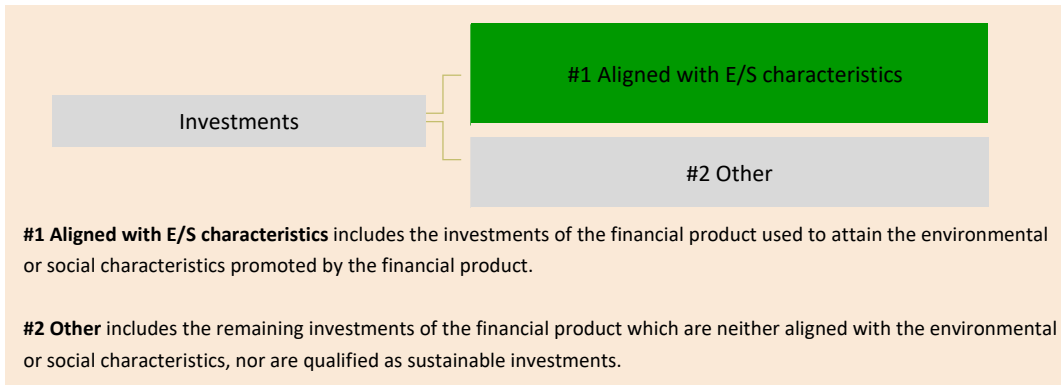 #1 Aligned with E/S characteristics
Investments
#2 Other
#1 Aligned with E/S characteristics includes the investments of the financial product used to attain the environmental
or social characteristics promoted by the financial product.
#2 Other includes the remaining investments of the financial product which are neither aligned with the environmental
or social characteristics, nor are qualified as sustainable investments.